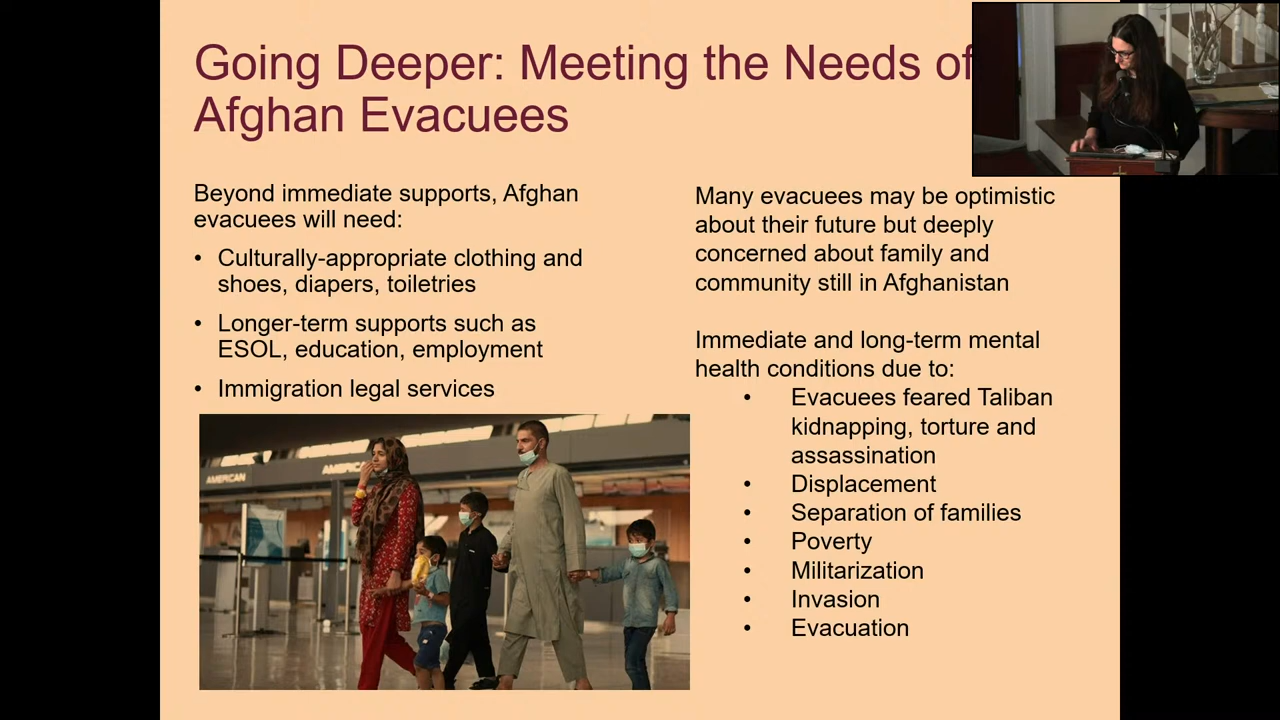 Going Deeper: Meeting the Needs of
Afghan Evacuees
Beyond immediate supports, Afghan
evacuees will need:
• Culturally-appropriate clothing and
shoes, diapers, toiletries
• Longer-term supports such as
ESOL, education, employment
• Immigration legal services
AMERICAN
AMERICA
Many evacuees may be optimistic
about their future but deeply
concerned about family and
community still in Afghanistan
Immediate and long-term mental
health conditions due to:
• Evacuees feared Taliban
kidnapping, torture and
assassination
• Displacement
• Separation of families
• Poverty
• Militarization
• Invasion
• Evacuation